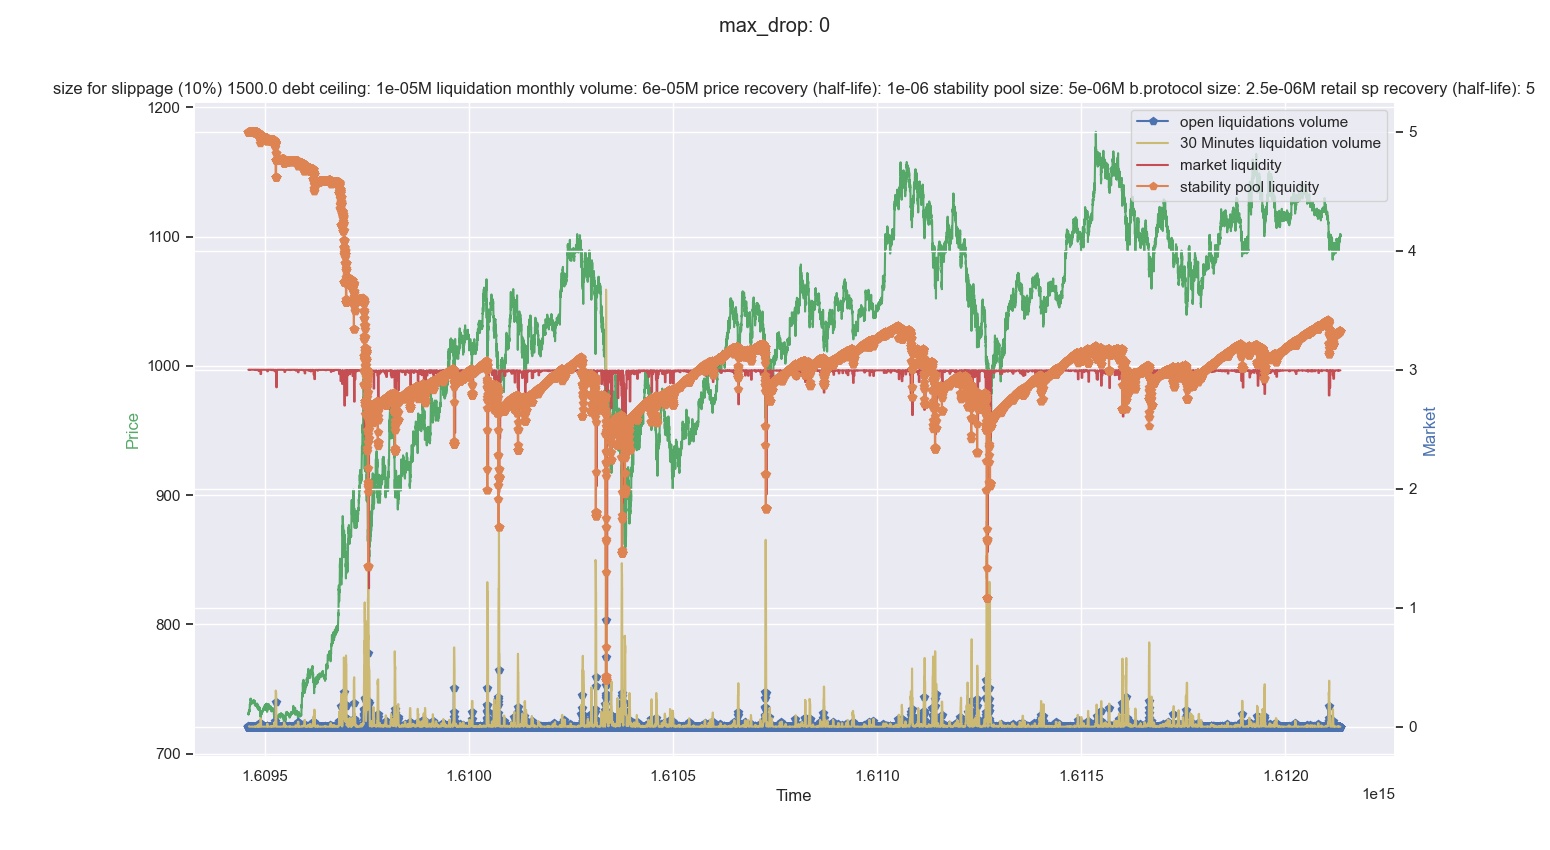 max_drop: 0
size for slippage (10%) 1500.0 debt ceiling: 1e-05M liquidation monthly volume: 6e-05M price recovery (half-life): 1e-06 stability pool size: 5e-06M b.protocol size: 2.5e-06M retail sp recovery (half-life): 5
open liquidations volume
30 Minutes liquidation volume
market liquidity
stability pool liquidity
1200
1100
1000
900
800
700
Price
5
4
3
2
1
0
Market
1.6095 1.6100 1.6105 1.6110 1.6115 1.6120
Time
1e15